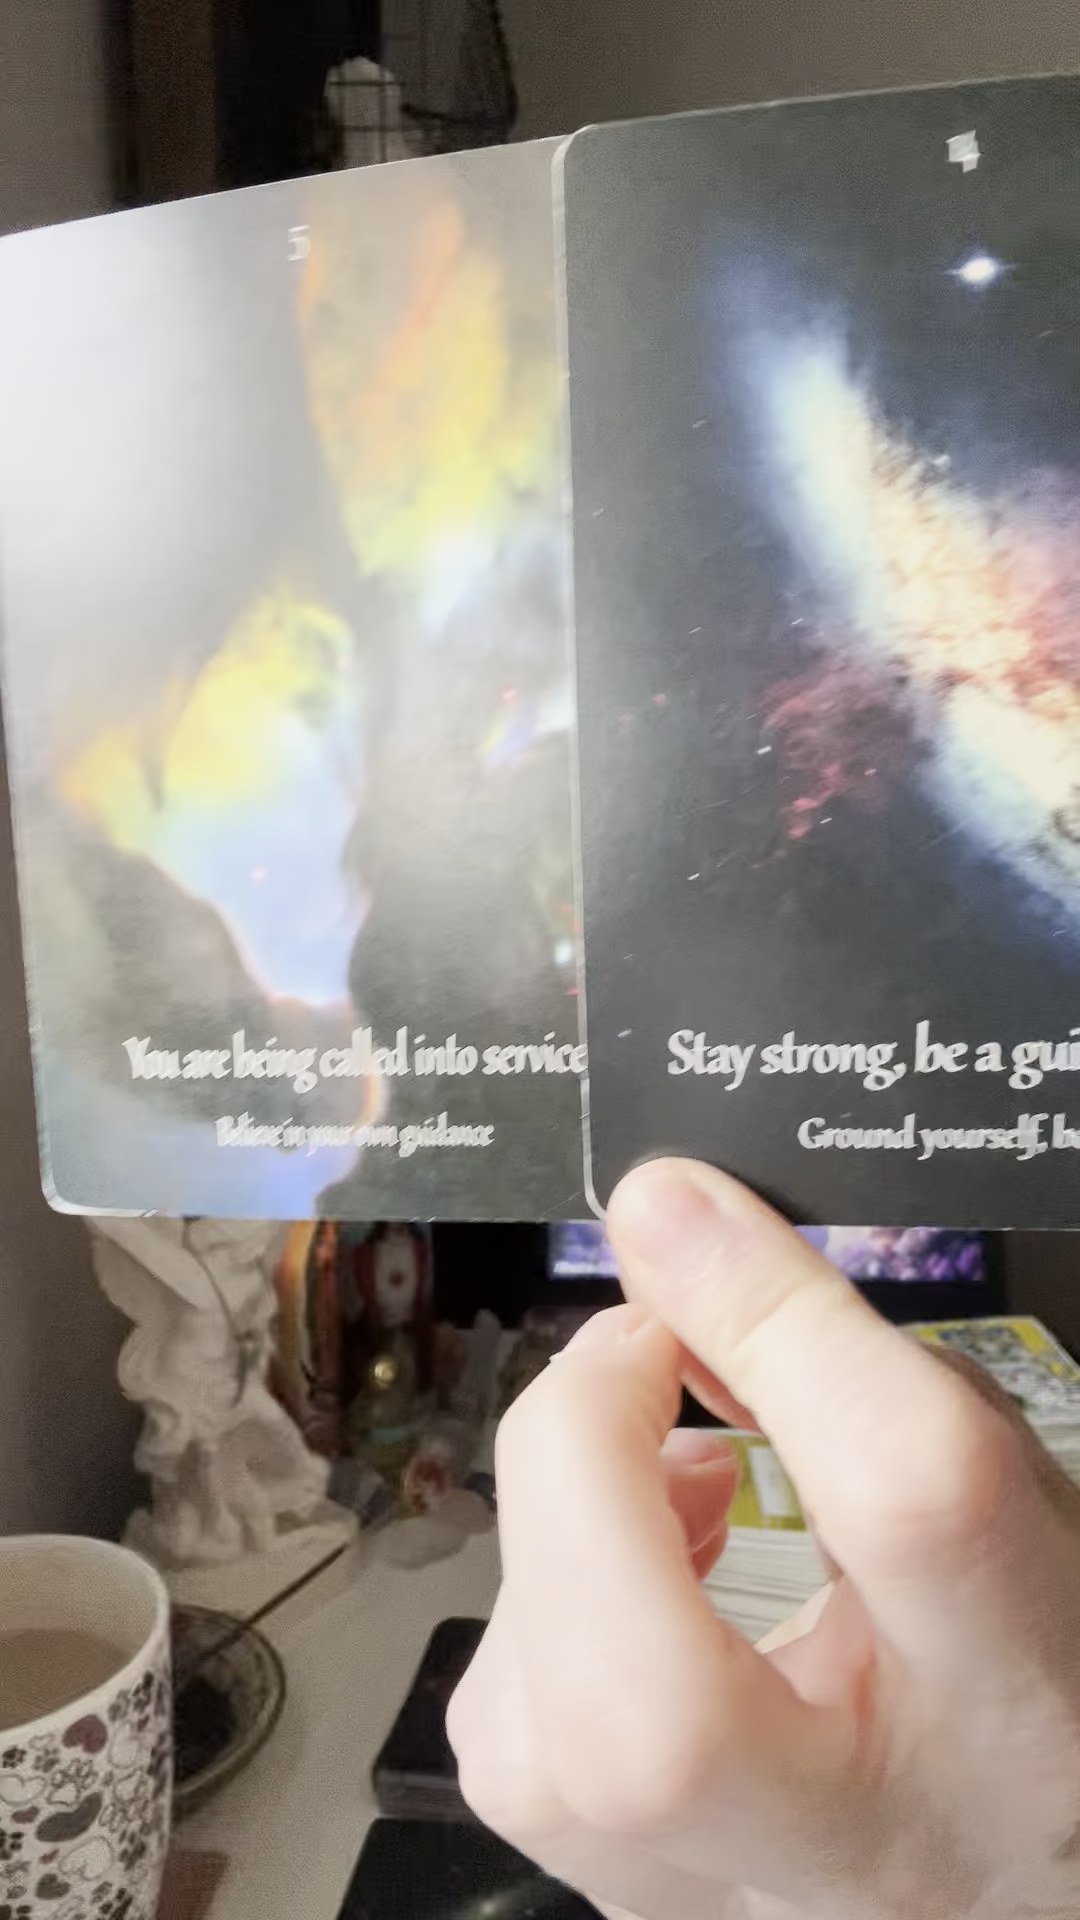 5
You are being called into service
Believe in your own guidance
4
Stay strong, be a gui
Ground yourself, be